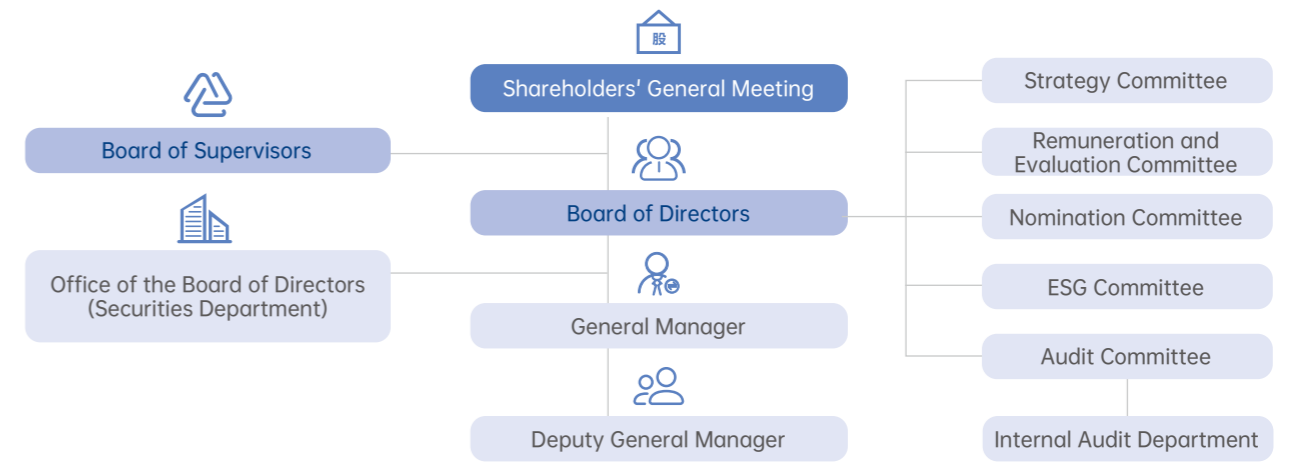 股
Shareholders' General Meeting
Board of Supervisors
Board of Directors
Office of the Board of Directors
(Securities Department)
General Manager
Deputy General Manager
Strategy Committee
Remuneration and
Evaluation Committee
Nomination Committee
ESG Committee
Audit Committee
Internal Audit Department